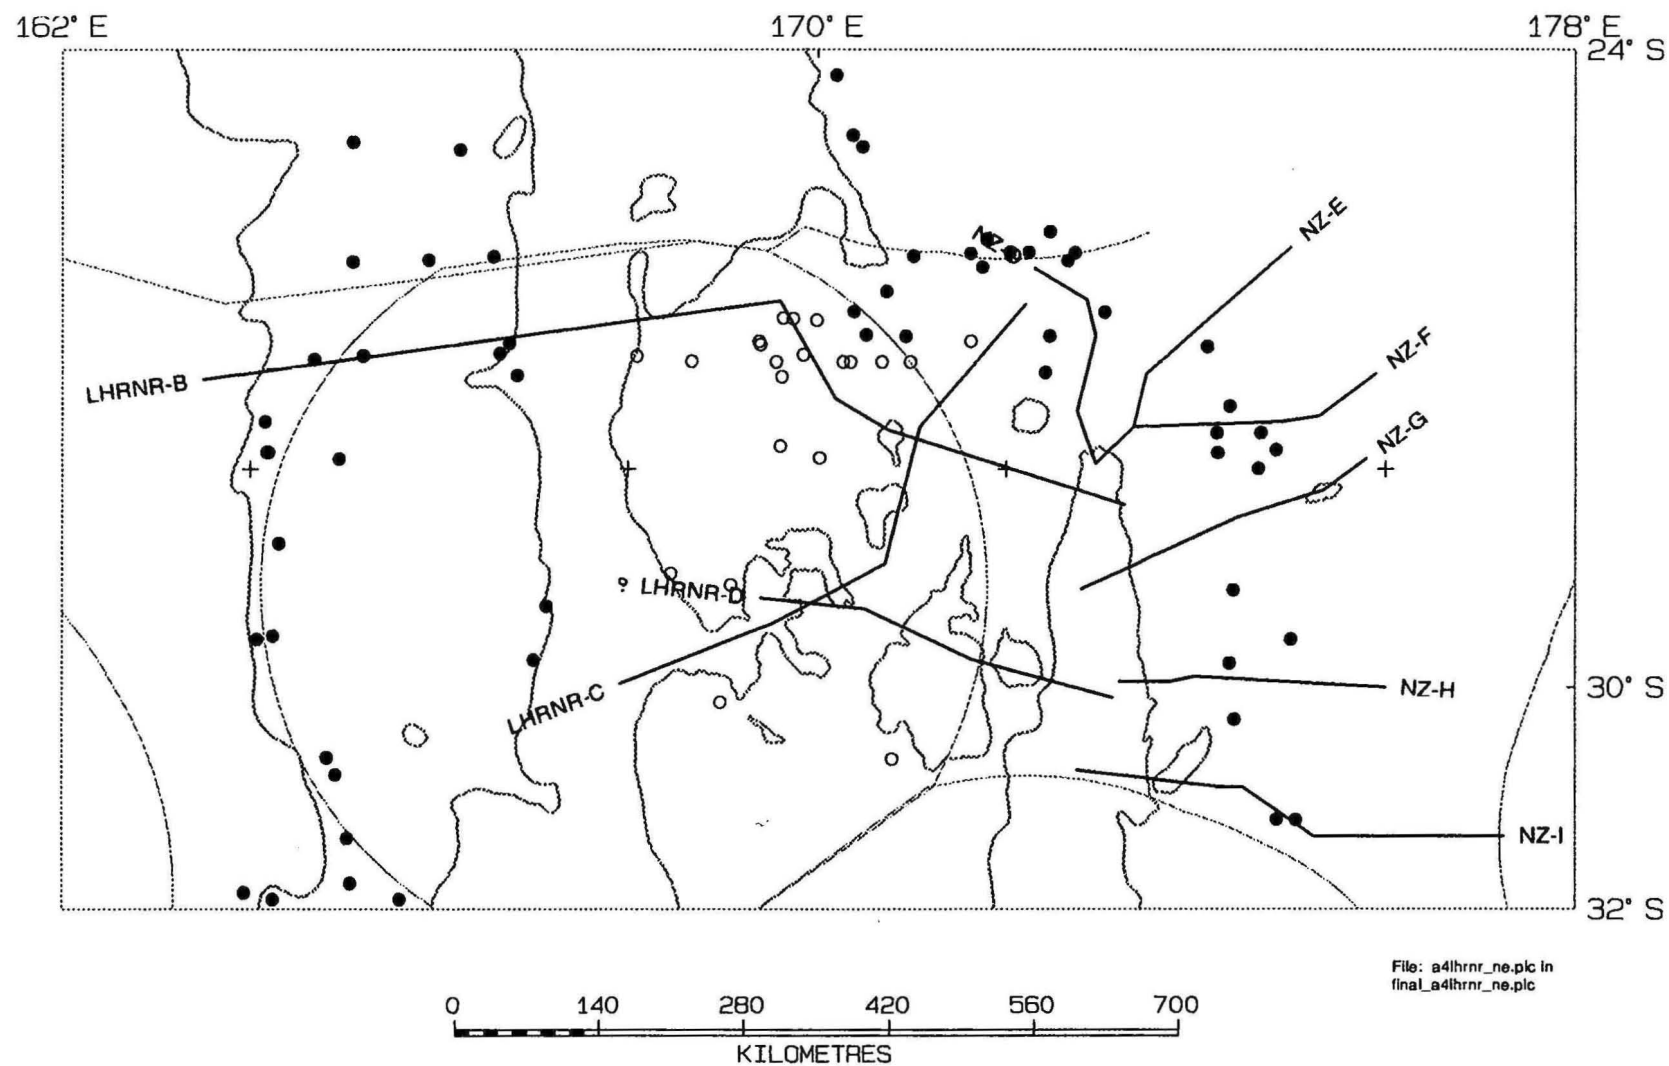 162° E 170° E 178° E
24° S
NZ-E
NZ-F
LHRNR-B
NZ-G
LHRNR-D
LHRNR-C
30° S
NZ-H
NZ-I
32° S
File: a4lhrnr_ne.plc in
final_a4lhrnr_ne.plc
0 140 280 420 560 700
KILOMETRES